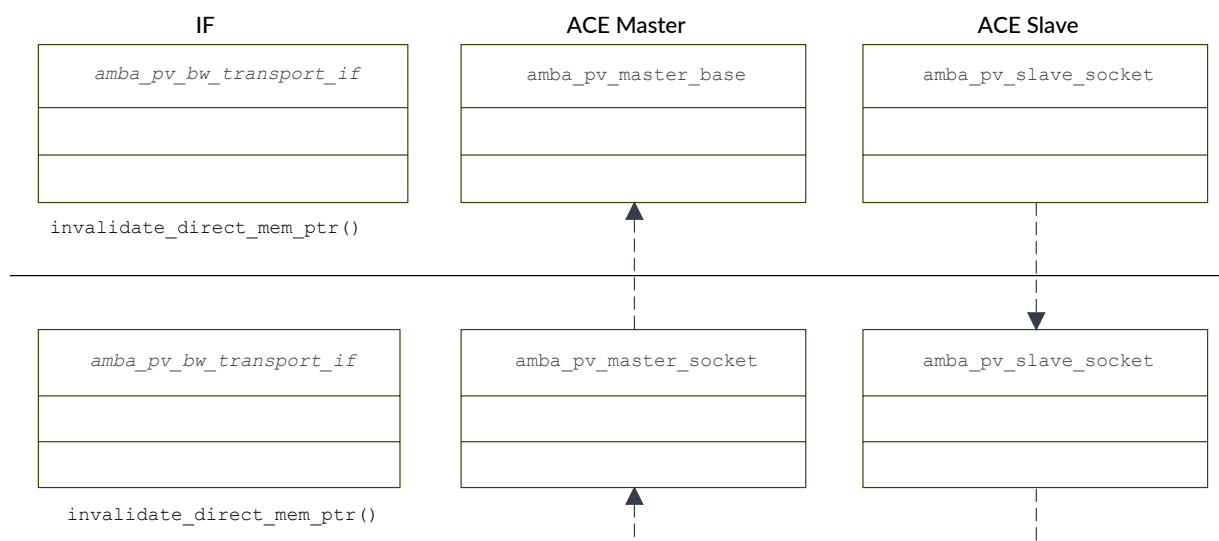 IF
ACE Master
ACE Slave
amba_pv_bw_transport_if
amba_pv_master_base
amba_pv_slave_socket
invalidate_direct_mem_ptr()
amba_pv_bw_transport_if
amba_pv_master_socket
amba_pv_slave_socket
invalidate_direct_mem_ptr()